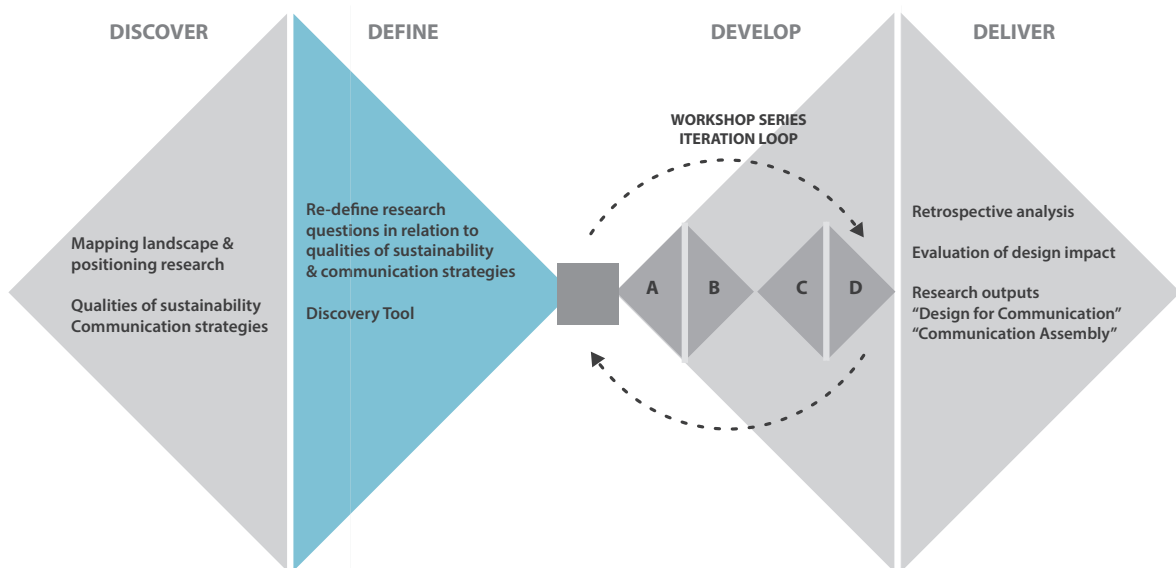 DISCOVER
DEFINE
DEVELOP
DELIVER
WORKSHOP SERIES
ITERATION LOOP
Mapping landscape &
positioning research
Qualities of sustainability
Communication strategies
Re-define research
questions in relation to
qualities of sustainability
& communication strategies
Discovery Tool
A
B
C
D
Retrospective analysis
Evaluation of design impact
Research outputs
“Design for Communication”
“Communication Assembly”